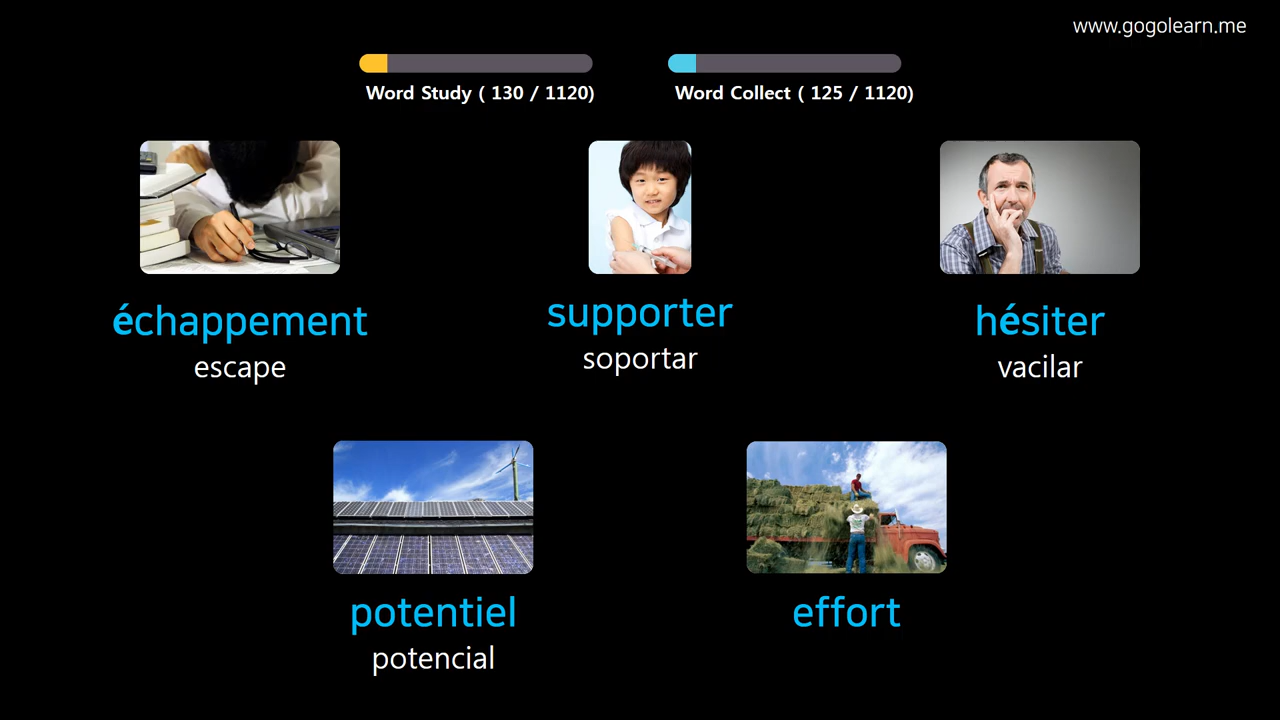 www.gogolearn.me
Word Study ( 130 / 1120)
Word Collect ( 125 / 1120)
échappement
escape
supporter
soportar
hésiter
vacilar
potentiel
potencial
effort